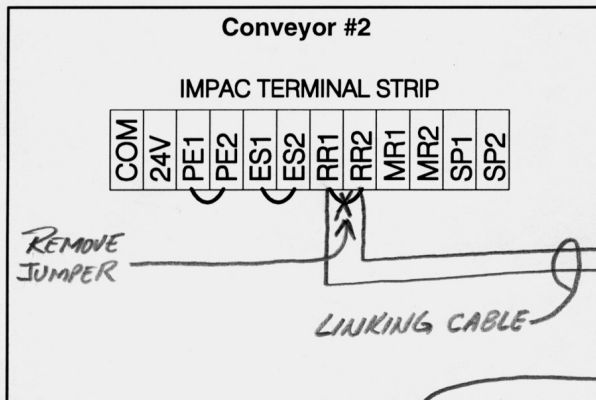 Conveyor #2
IMPAC TERMINAL STRIP
COM 24V PE1 PE2 ES1 ES2 RR1 RR2 MR1 MR2 SP1 SP2
REMOVE
JUMPER
LINKING CABLE